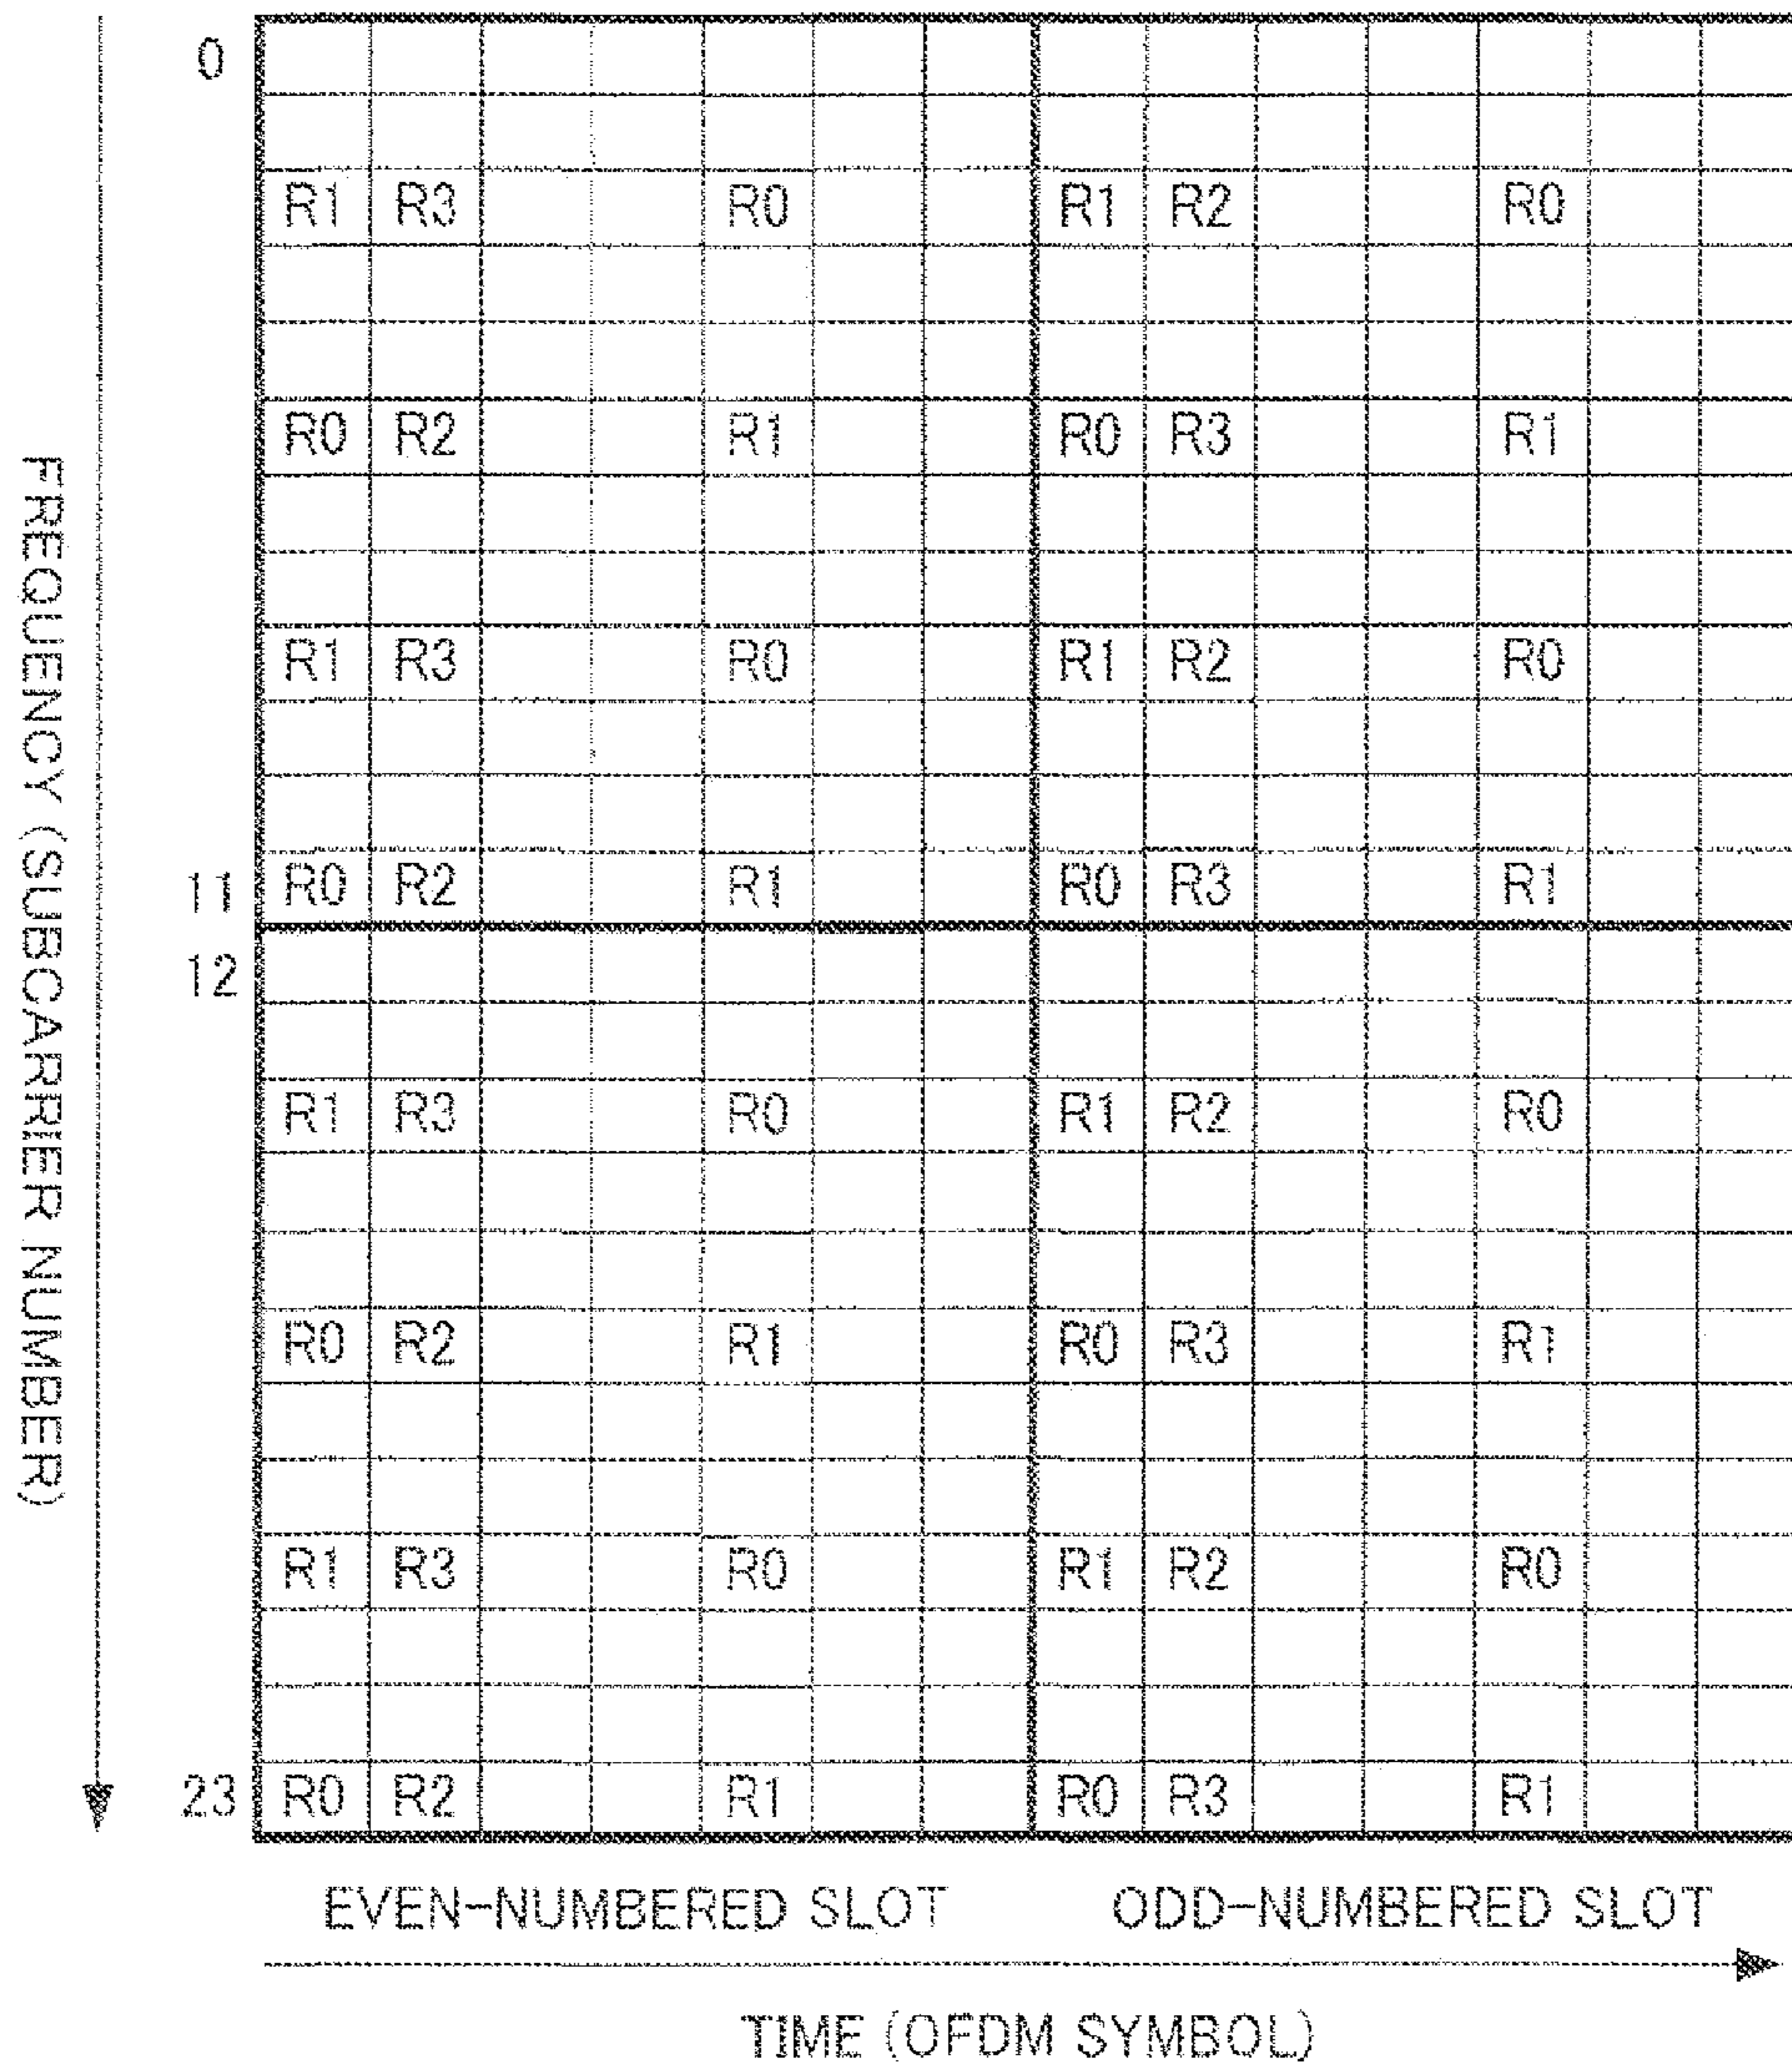 0
R1 R3 R0 R1 R2 R0
R0 R2 R1 R0 R3 R1
R1 R3 R0 R1 R2 R0
11 R0 R2 R1 R0 R3 R1
12
R1 R3 R0 R1 R2 R0
R0 R2 R1 R0 R3 R1
R1 R3 R0 R1 R2 R0
23 R0 R2 R1 R0 R3 R1
FREQUENCY (SUBCARRIER NUMBER)
EVEN-NUMBERED SLOT ODD-NUMBERED SLOT
TIME (OFDM SYMBOL)